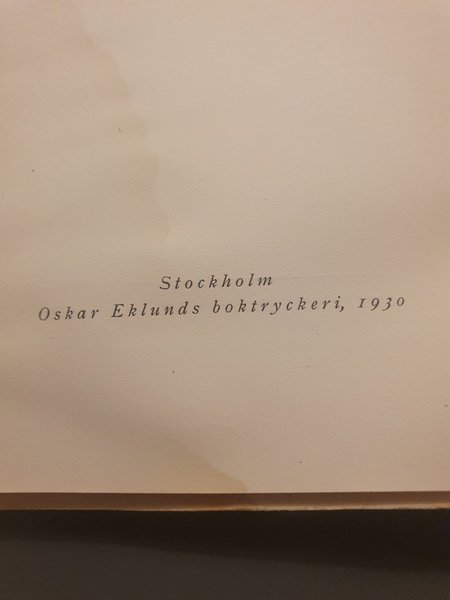 Stockholm
Oskar Eklunds boktryckeri, 1930